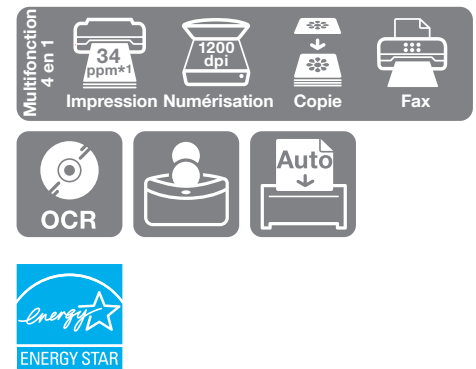 Multifonction
4 en 1
34
ppm*1
1200
dpi
Impression Numérisation Copie Fax
OCR
Auto
energy
ENERGY STAR